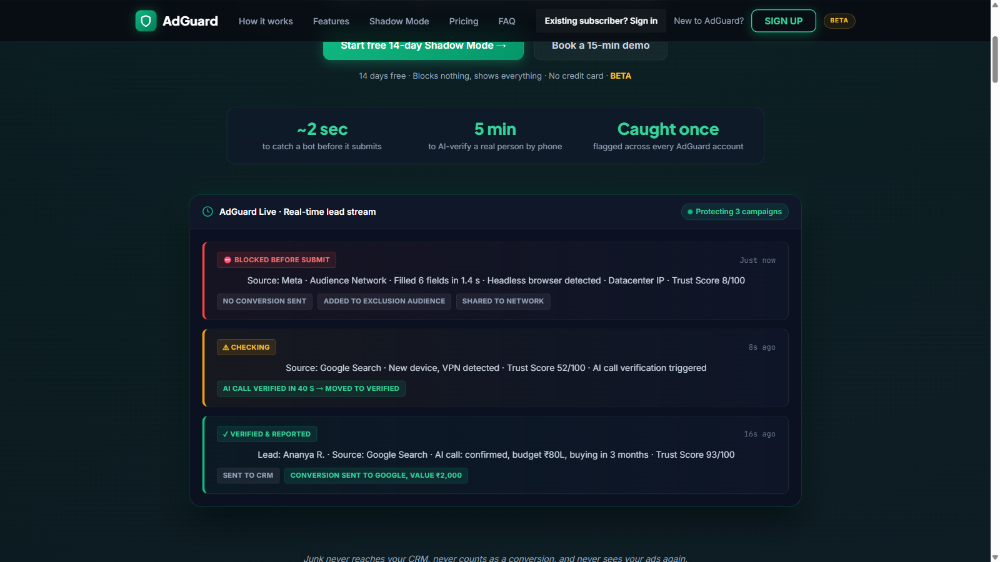 AdGuard How it works Features Shadow Mode Pricing FAQ Existing subscriber? Sign in New to AdGuard? SIGN UP BETA
Start free 14-day Shadow Mode → Book a 15-min demo
14 days free · Blocks nothing, shows everything · No credit card · BETA
~2 sec 5 min Caught once
to catch a bot before it submits to AI-verify a real person by phone flagged across every AdGuard account
AdGuard Live · Real-time lead stream Protecting 3 campaigns
⛔ BLOCKED BEFORE SUBMIT Just now
Source: Meta · Audience Network · Filled 6 fields in 1.4 s · Headless browser detected · Datacenter IP · Trust Score 8/100
NO CONVERSION SENT ADDED TO EXCLUSION AUDIENCE SHARED TO NETWORK
⚠ CHECKING 8s ago
Source: Google Search · New device, VPN detected · Trust Score 52/100 · AI call verification triggered
AI CALL VERIFIED IN 40 S → MOVED TO VERIFIED
✓ VERIFIED & REPORTED 16s ago
Lead: Ananya R. · Source: Google Search · AI call: confirmed, budget ₹80L, buying in 3 months · Trust Score 93/100
SENT TO CRM CONVERSION SENT TO GOOGLE, VALUE ₹2,000
Junk never reaches your CRM, never counts as a conversion, and never sees your ads again.